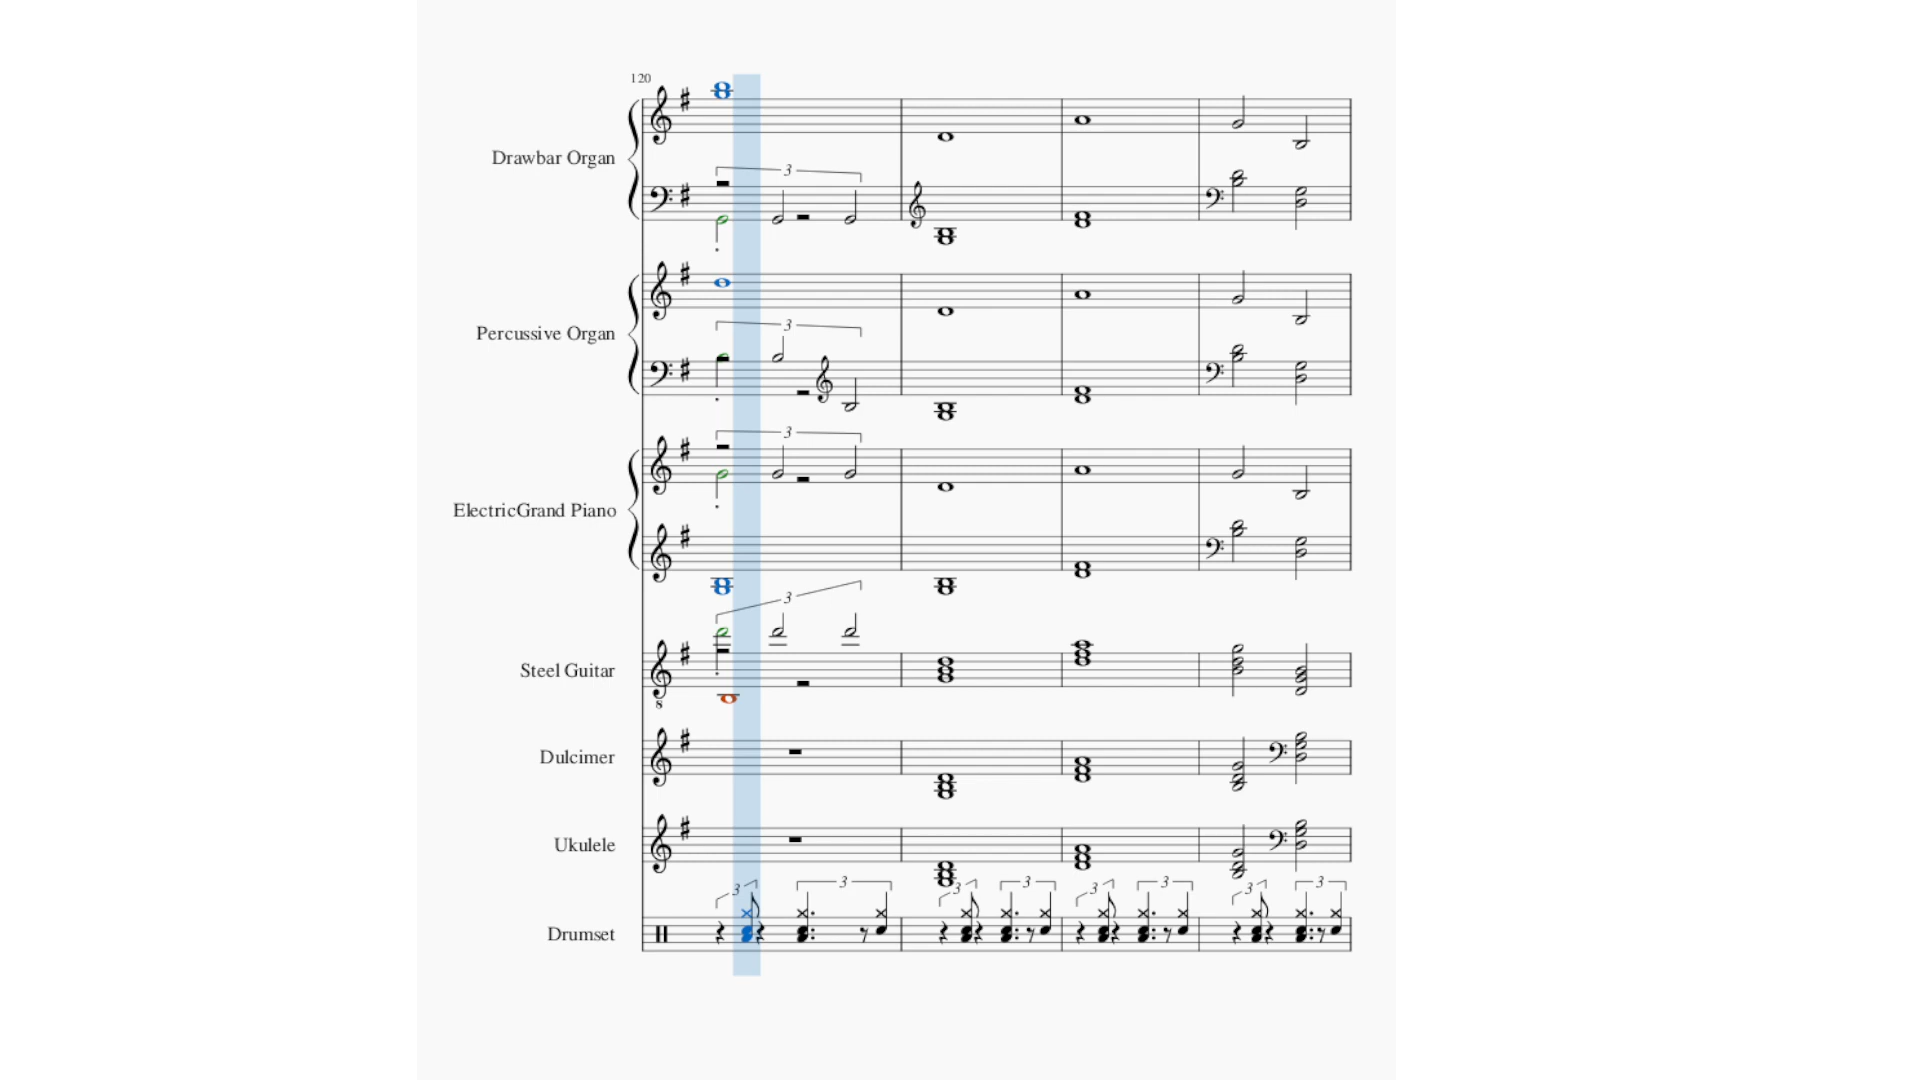 120
Drawbar Organ
3
Percussive Organ
3
ElectricGrand Piano
3
3
Steel Guitar
8
Dulcimer
Ukulele
3 3 3 3 3 3 3 3
Drumset